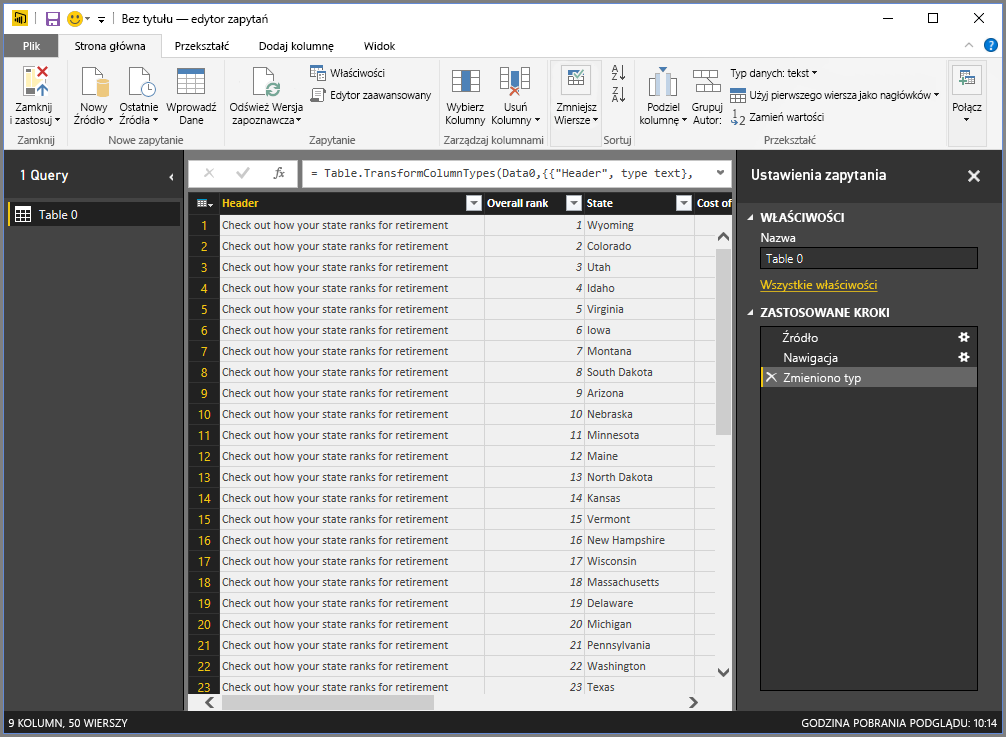 Bez tytułu — edytor zapytań
Plik Strona główna Przekształć Dodaj kolumnę Widok
Zamknij i zastosuj
Nowy Źródło
Ostatnie Źródła
Wprowadź Dane
Odśwież Wersja zapoznawcza
Właściwości
Edytor zaawansowany
Wybierz Kolumny
Usuń Kolumny
Zmniejsz Wiersze
Podziel kolumnę
Grupuj Autor:
Typ danych: tekst
Użyj pierwszego wiersza jako nagłówków
Zamień wartości
Połącz
Zamknij Nowe zapytanie Zapytanie Zarządzaj kolumnami Sortuj Przekształć
1 Query
Table 0
fx = Table.TransformColumnTypes(Data0,{{"Header", type text},
Header Overall rank State Cost of
1 Check out how your state ranks for retirement 1 Wyoming
2 Check out how your state ranks for retirement 2 Colorado
3 Check out how your state ranks for retirement 3 Utah
4 Check out how your state ranks for retirement 4 Idaho
5 Check out how your state ranks for retirement 5 Virginia
6 Check out how your state ranks for retirement 6 Iowa
7 Check out how your state ranks for retirement 7 Montana
8 Check out how your state ranks for retirement 8 South Dakota
9 Check out how your state ranks for retirement 9 Arizona
10 Check out how your state ranks for retirement 10 Nebraska
11 Check out how your state ranks for retirement 11 Minnesota
12 Check out how your state ranks for retirement 12 Maine
13 Check out how your state ranks for retirement 13 North Dakota
14 Check out how your state ranks for retirement 14 Kansas
15 Check out how your state ranks for retirement 15 Vermont
16 Check out how your state ranks for retirement 16 New Hampshire
17 Check out how your state ranks for retirement 17 Wisconsin
18 Check out how your state ranks for retirement 18 Massachusetts
19 Check out how your state ranks for retirement 19 Delaware
20 Check out how your state ranks for retirement 20 Michigan
21 Check out how your state ranks for retirement 21 Pennsylvania
22 Check out how your state ranks for retirement 22 Washington
23 Check out how your state ranks for retirement 23 Texas
Ustawienia zapytania
WŁAŚCIWOŚCI
Nazwa
Table 0
Wszystkie właściwości
ZASTOSOWANE KROKI
Źródło
Nawigacja
Zmieniono typ
9 KOLUMN, 50 WIERSZY
GODZINA POBRANIA PODGLĄDU: 10:14